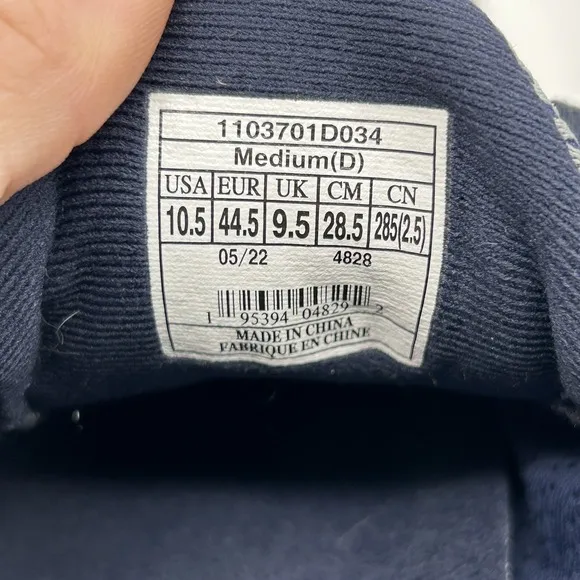 1103701D034
Medium(D)
USA EUR UK CM CN
10.5 44.5 9.5 28.5 285(2.5)
05/22 4828
1 95394 04829 2
MADE IN CHINA
FABRIQUE EN CHINE